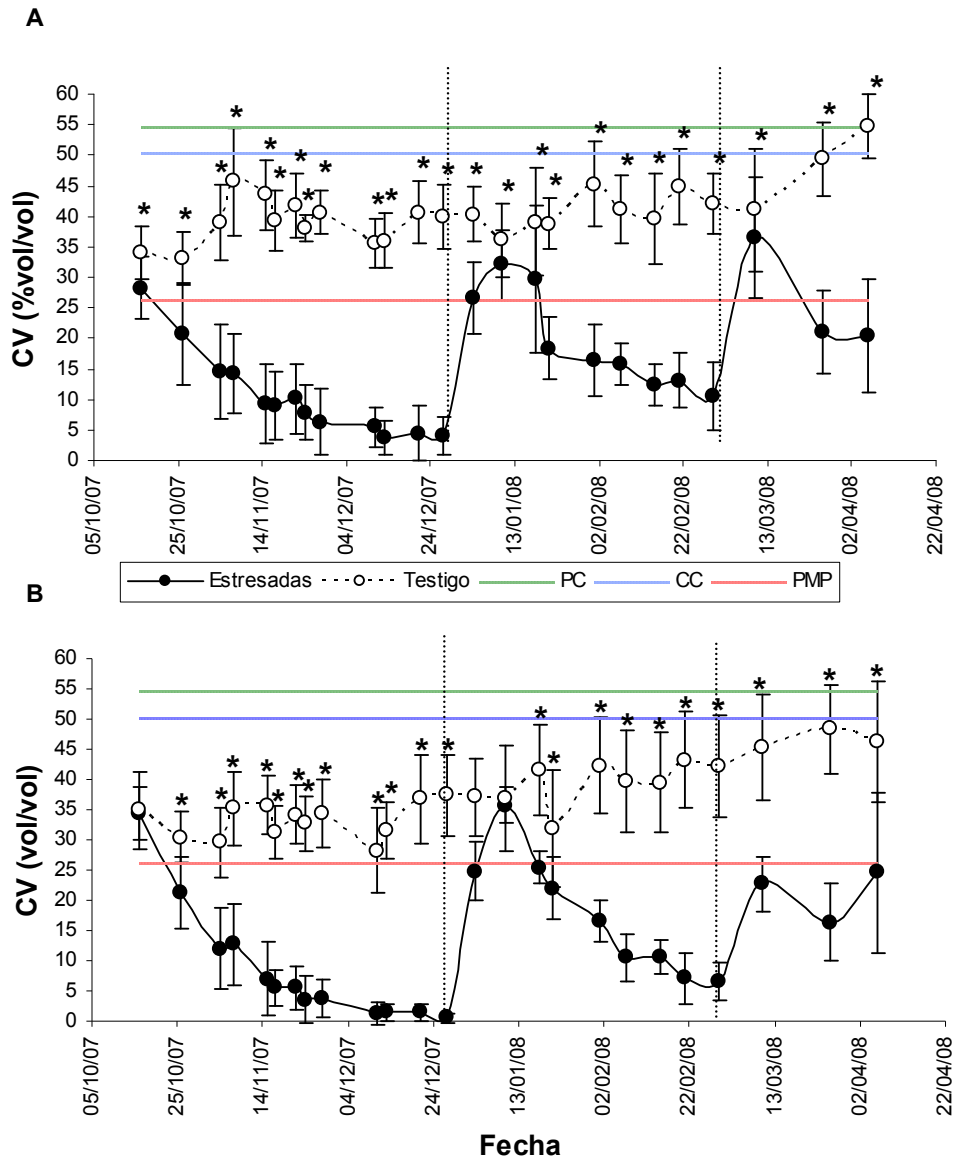 A
CV (%vol/vol)
60
55
50
45
40
35
30
25
20
15
10
5
0
* * * * * * * * * * * * * * * * * * * * * * * * * *
05/10/07 25/10/07 14/11/07 04/12/07 24/12/07 13/01/08 02/02/08 22/02/08 13/03/08 02/04/08 22/04/08
Estresadas Testigo PC CC PMP
B
CV (vol/vol)
60
55
50
45
40
35
30
25
20
15
10
5
0
* * * * * * * * * * * * * * * * * * * * * *
05/10/07 25/10/07 14/11/07 04/12/07 24/12/07 13/01/08 02/02/08 22/02/08 13/03/08 02/04/08 22/04/08
Fecha